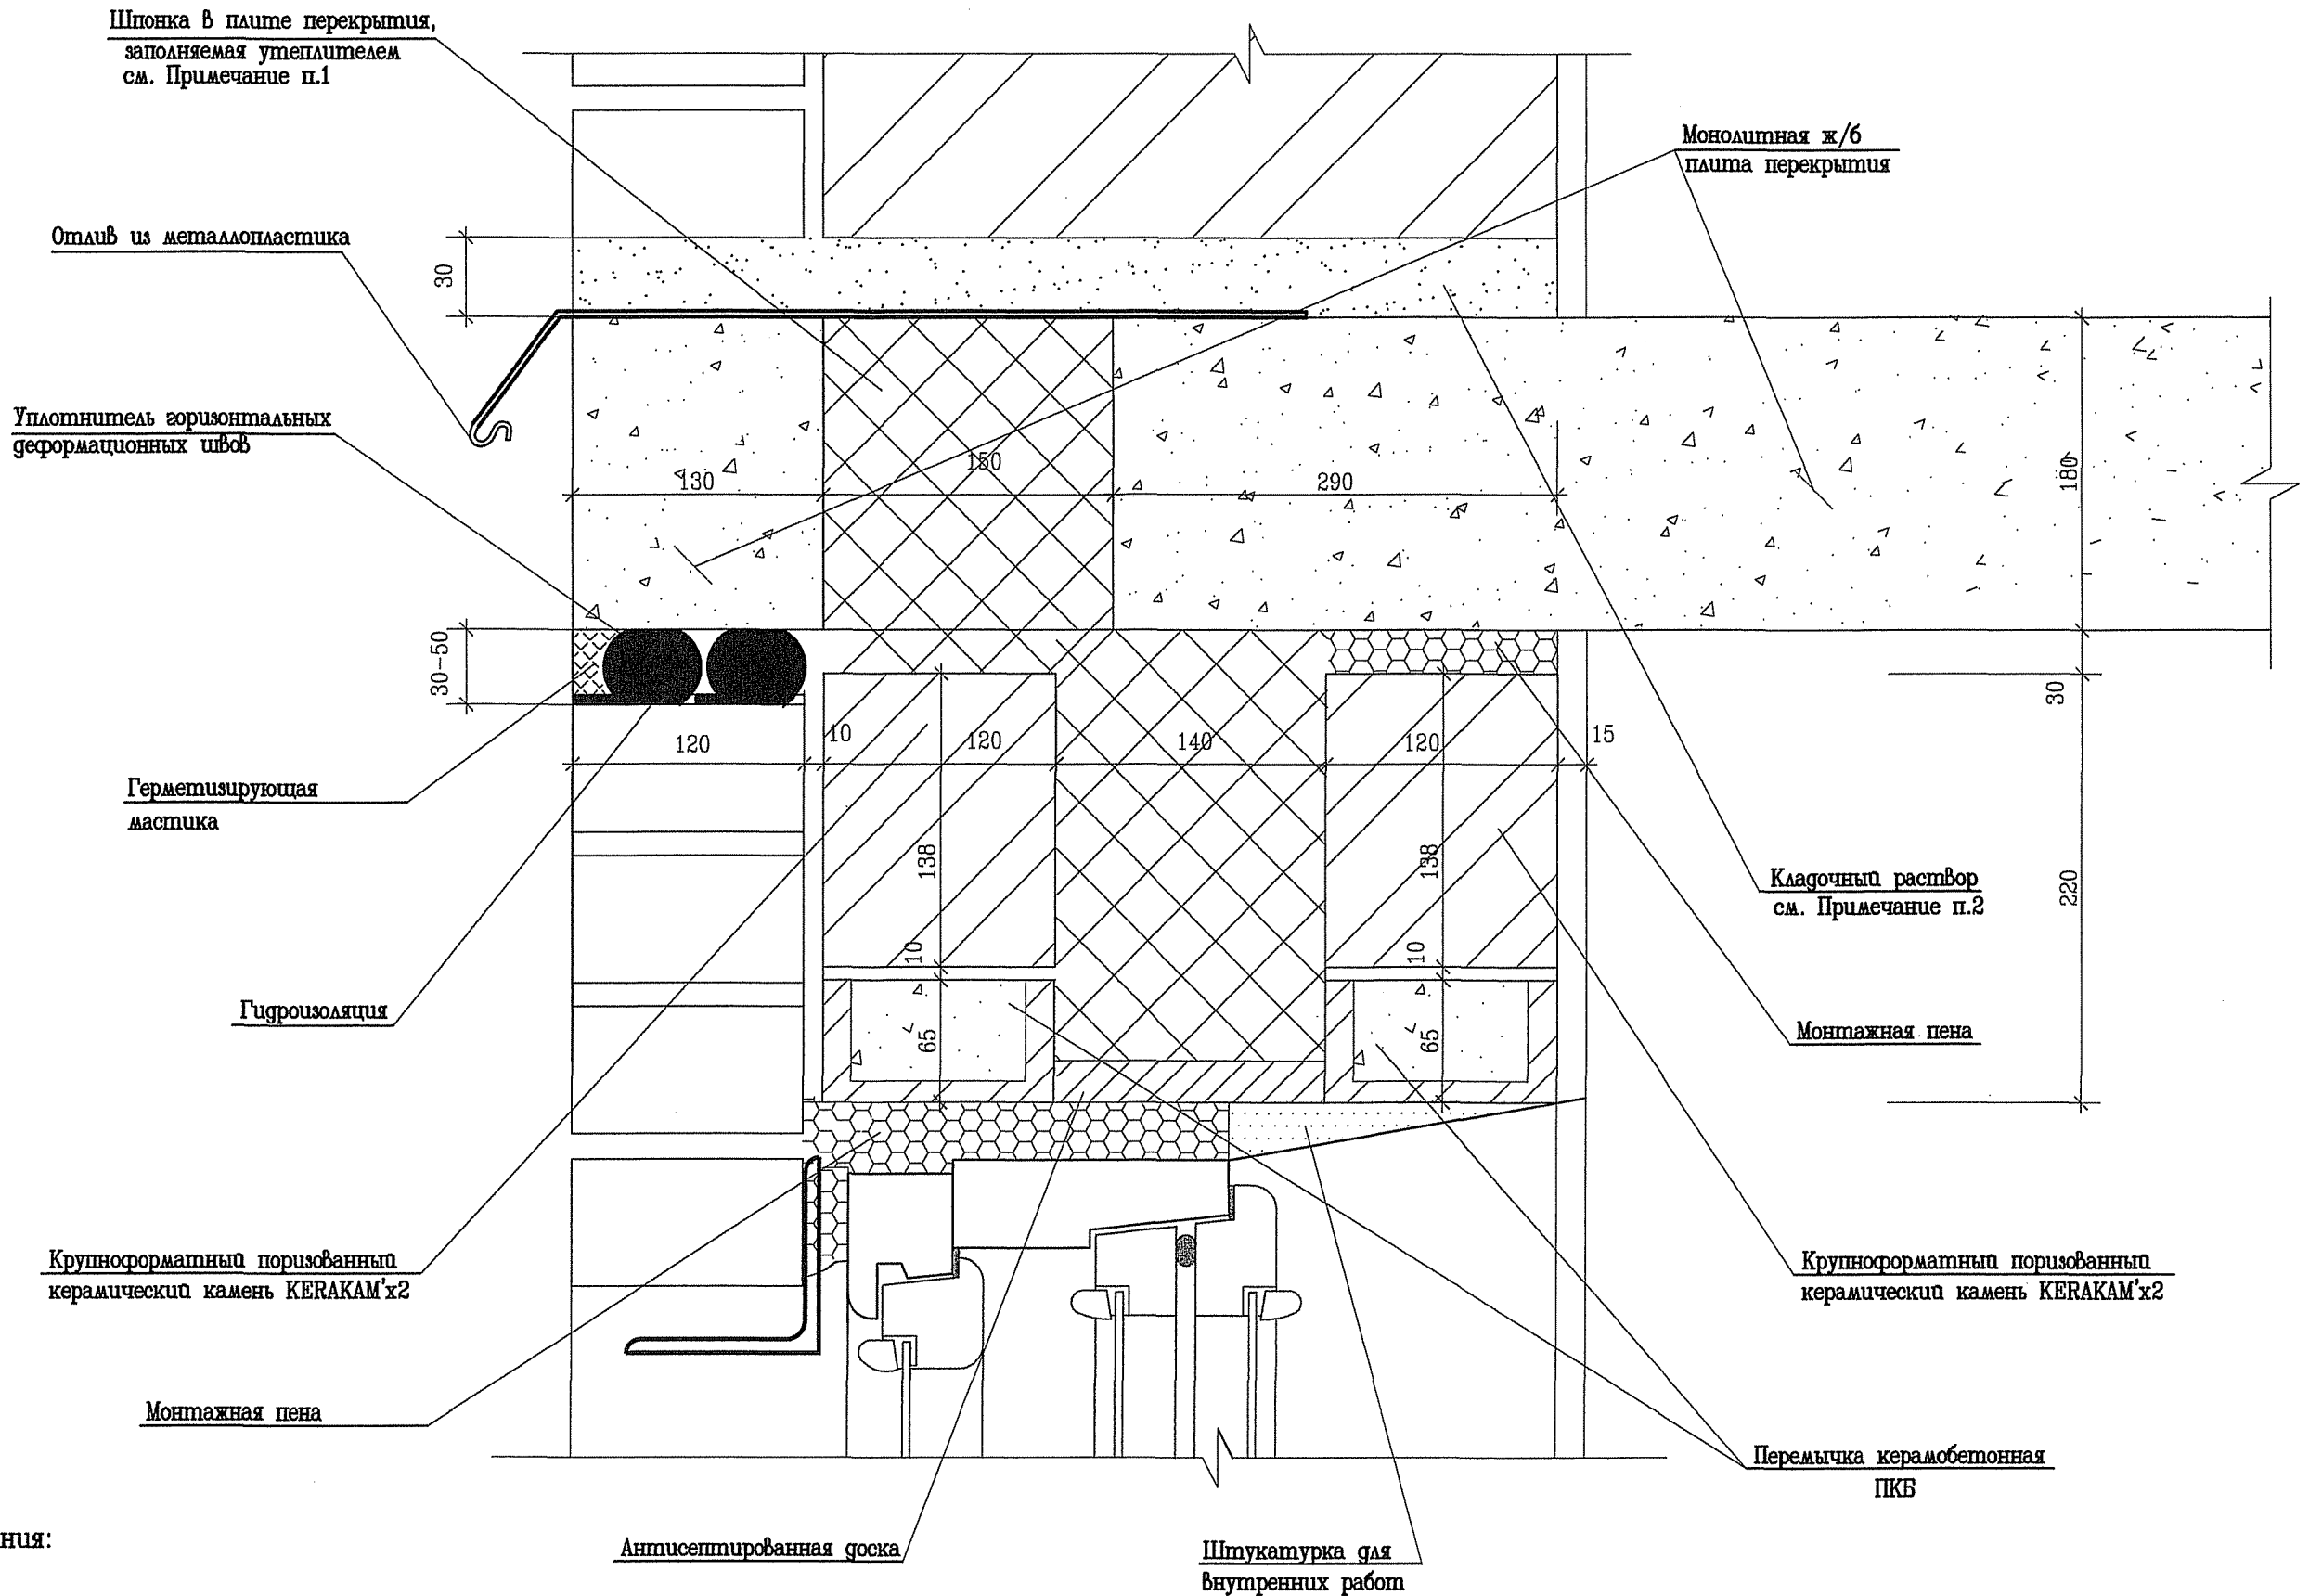 Шпонка в плите перекрытия,
заполняемая утеплителем
см. Примечание п.1
Монолитная ж/б
плита перекрытия
Отлив из металлопластика
30
Уплотнитель горизонтальных
деформационных швов
130
150
290
180
30-50
30
120
10
120
140
120
15
Герметизирующая
мастика
138
138
220
Кладочный раствор
см. Примечание п.2
10
10
Гидроизоляция
65
65
Монтажная пена
Крупноформатный поризованный
керамический камень KERAKAM'x2
Крупноформатный поризованный
керамический камень KERAKAM'x2
Монтажная пена
Перемычка керамобетонная
ПКБ
ния:
Антисептированная доска
Штукатурка для
внутренних работ